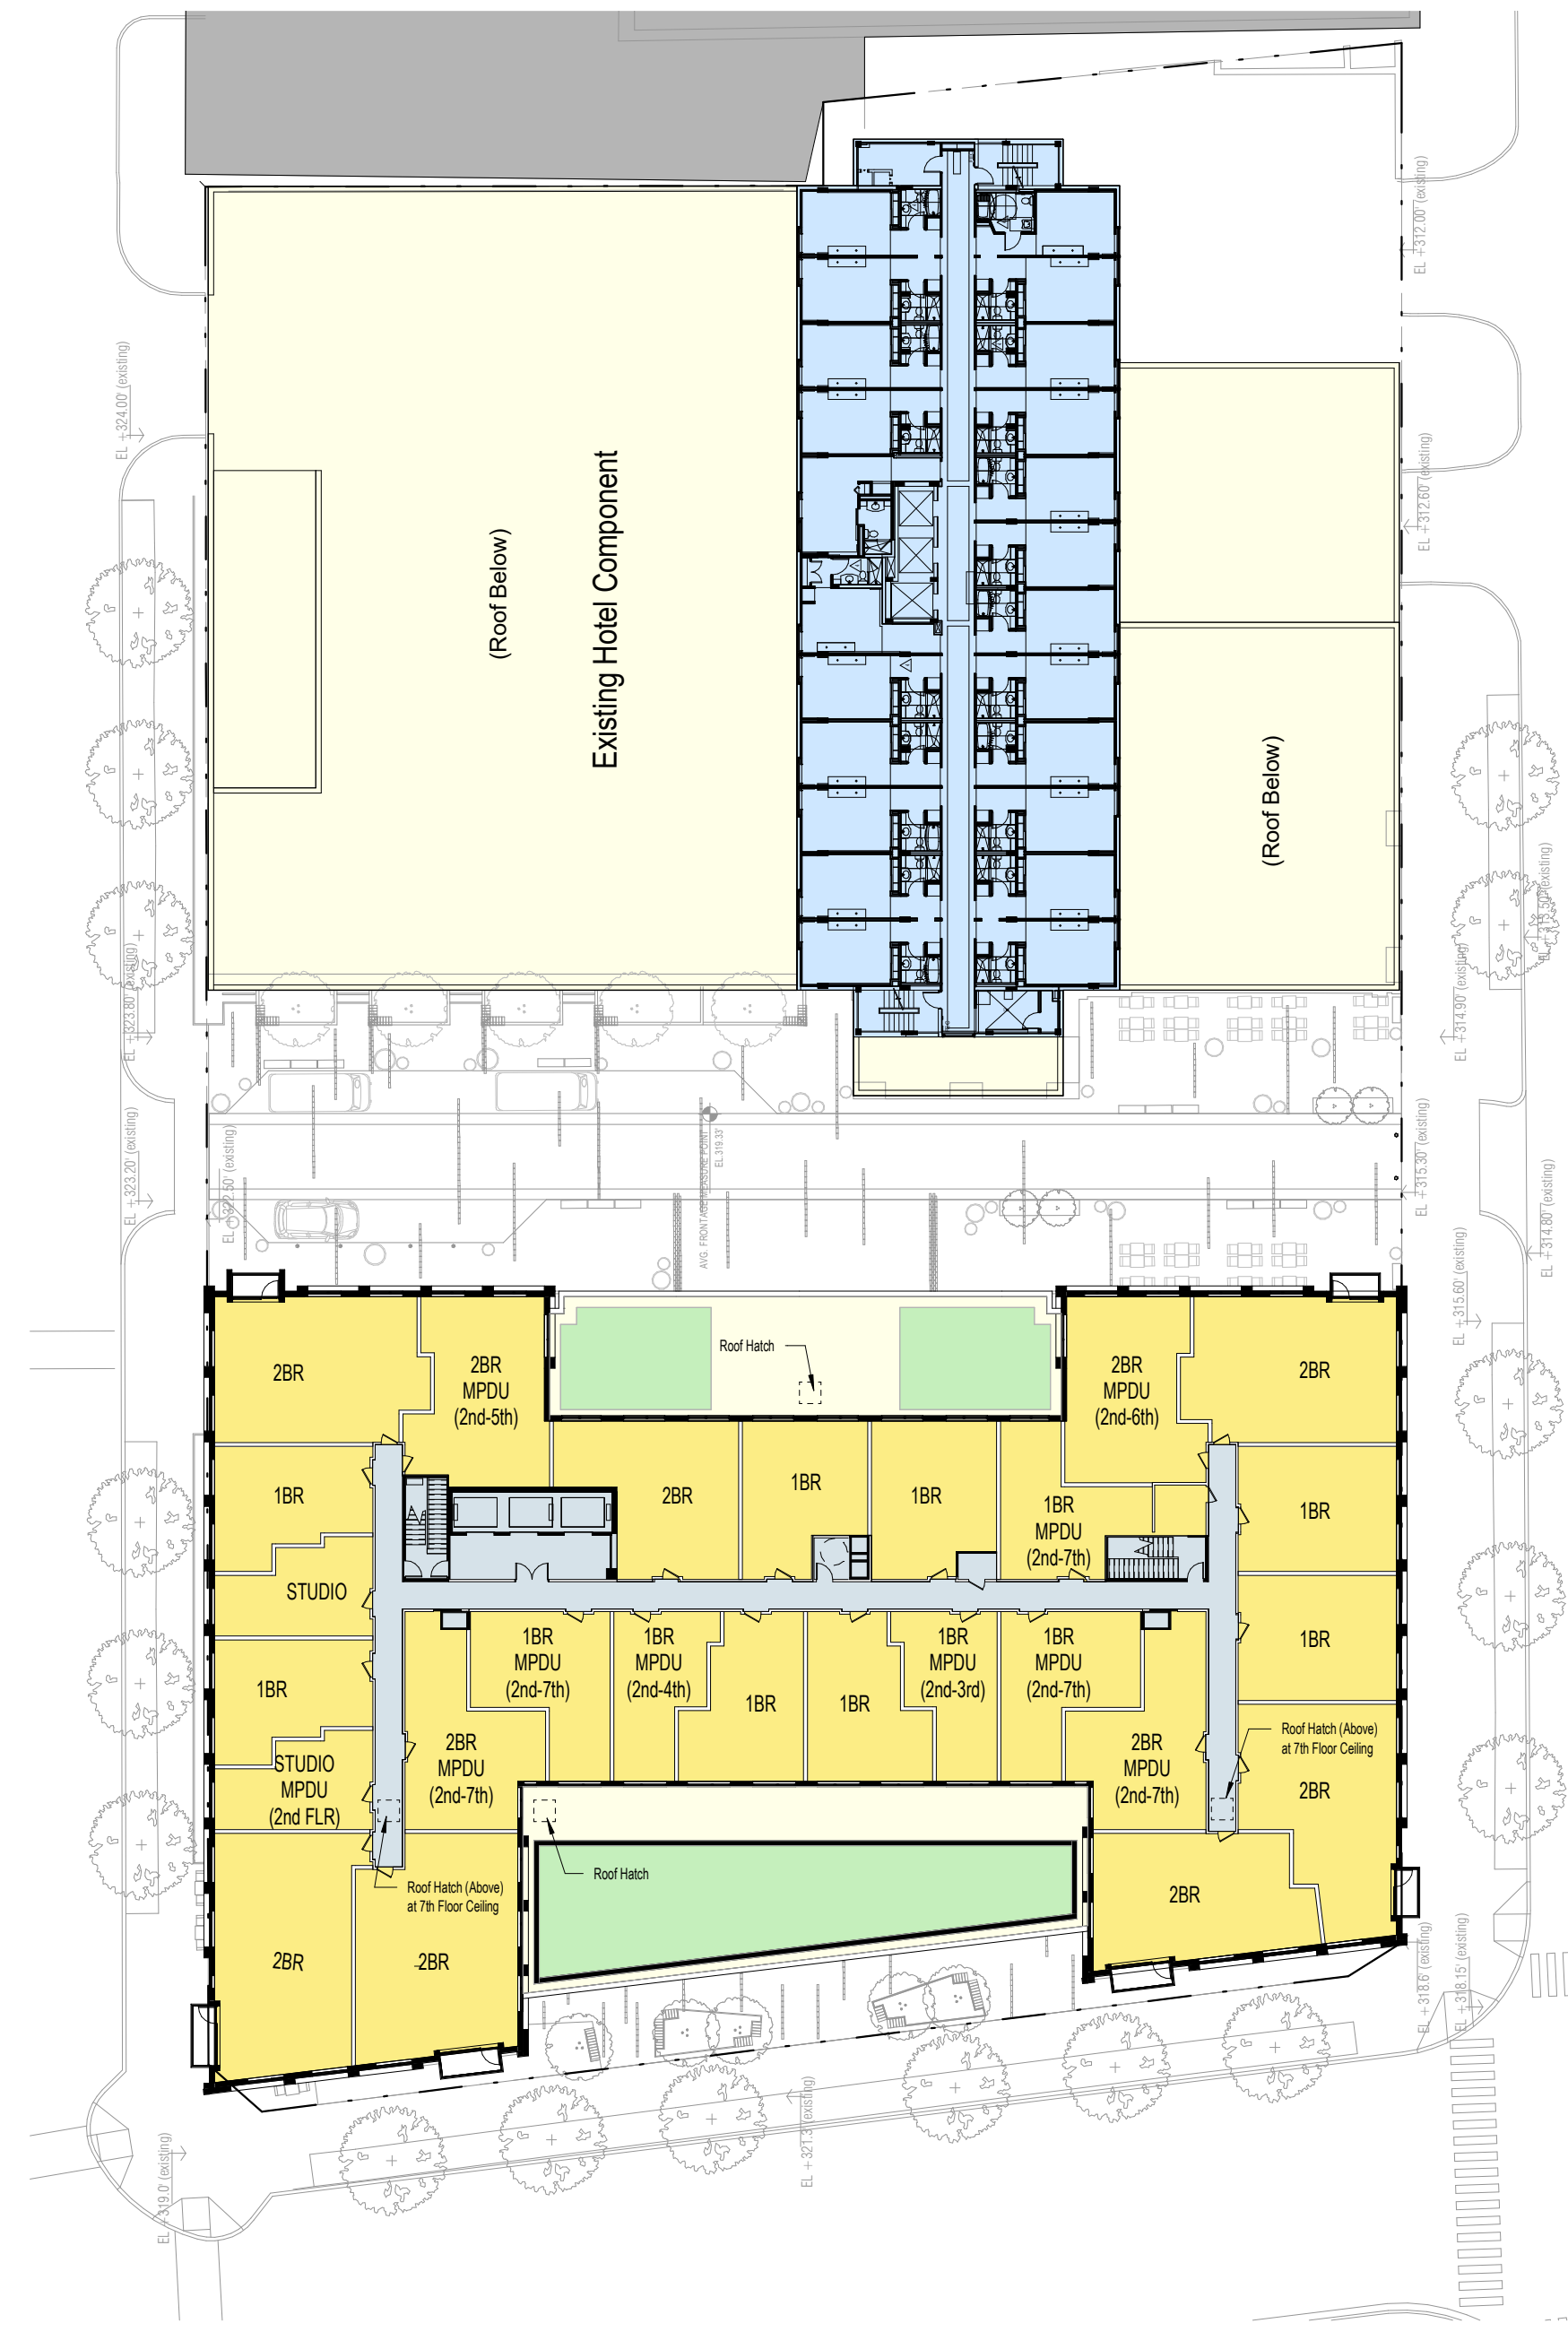 EL +312.00' (existing)
EL +324.00' (existing)
EL +312.60' (existing)
(Roof Below)
Existing Hotel Component
(Roof Below)
EL +323.80' (existing)
EL +314.90' (existing)
EL +323.20' (existing)
EL +322.50' (existing)
AVG. FRONTAGE MEASURE POINT
EL 319.33'
EL +315.30' (existing)
EL +314.80' (existing)
EL +315.60' (existing)
Roof Hatch
2BR
2BR
MPDU
(2nd-5th)
2BR
MPDU
(2nd-6th)
2BR
1BR
2BR
1BR
1BR
1BR
MPDU
(2nd-7th)
1BR
STUDIO
1BR
MPDU
(2nd-7th)
1BR
MPDU
(2nd-4th)
1BR
1BR
1BR
MPDU
(2nd-3rd)
1BR
MPDU
(2nd-7th)
1BR
1BR
STUDIO
MPDU
(2nd FLR)
2BR
MPDU
(2nd-7th)
2BR
MPDU
(2nd-7th)
Roof Hatch (Above)
at 7th Floor Ceiling
2BR
Roof Hatch
Roof Hatch (Above)
at 7th Floor Ceiling
2BR
2BR
2BR
EL +318.6' (existing)
EL +318.15' (existing)
EL +321.3' (existing)
EL +319.0' (existing)